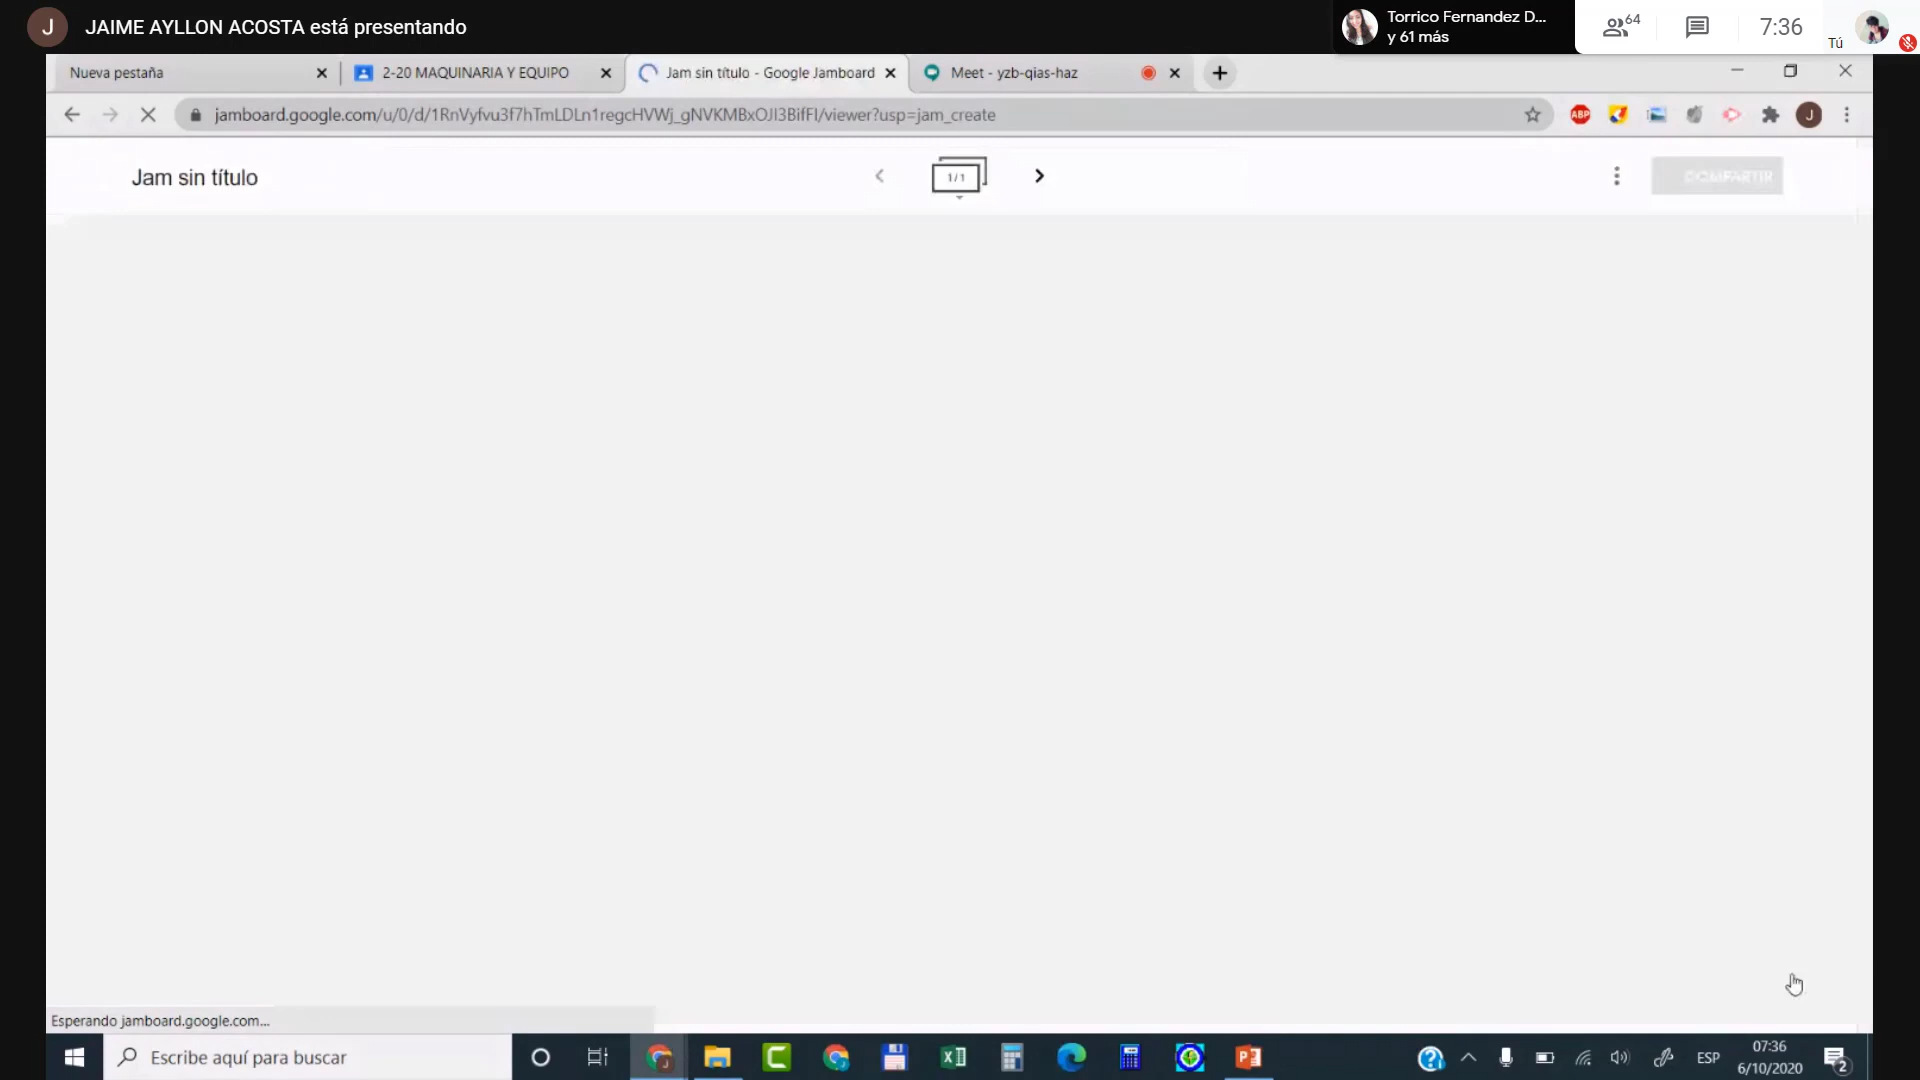 J JAIME AYLLON ACOSTA está presentando
Torrico Fernandez D...
y 61 más
64
7:36
Tú
Nueva pestaña
2-20 MAQUINARIA Y EQUIPO
Jam sin título - Google Jamboard
Meet - yzb-qias-haz
jamboard.google.com/u/0/d/1RnVyfvu3f7hTmLDLn1regcHVWj_gNVKMBxOJI3BifFI/viewer?usp=jam_create
ABP
J
Jam sin título
1/1
COMPARTIR
Esperando jamboard.google.com...
Escribe aquí para buscar
ESP
07:36
6/10/2020
2